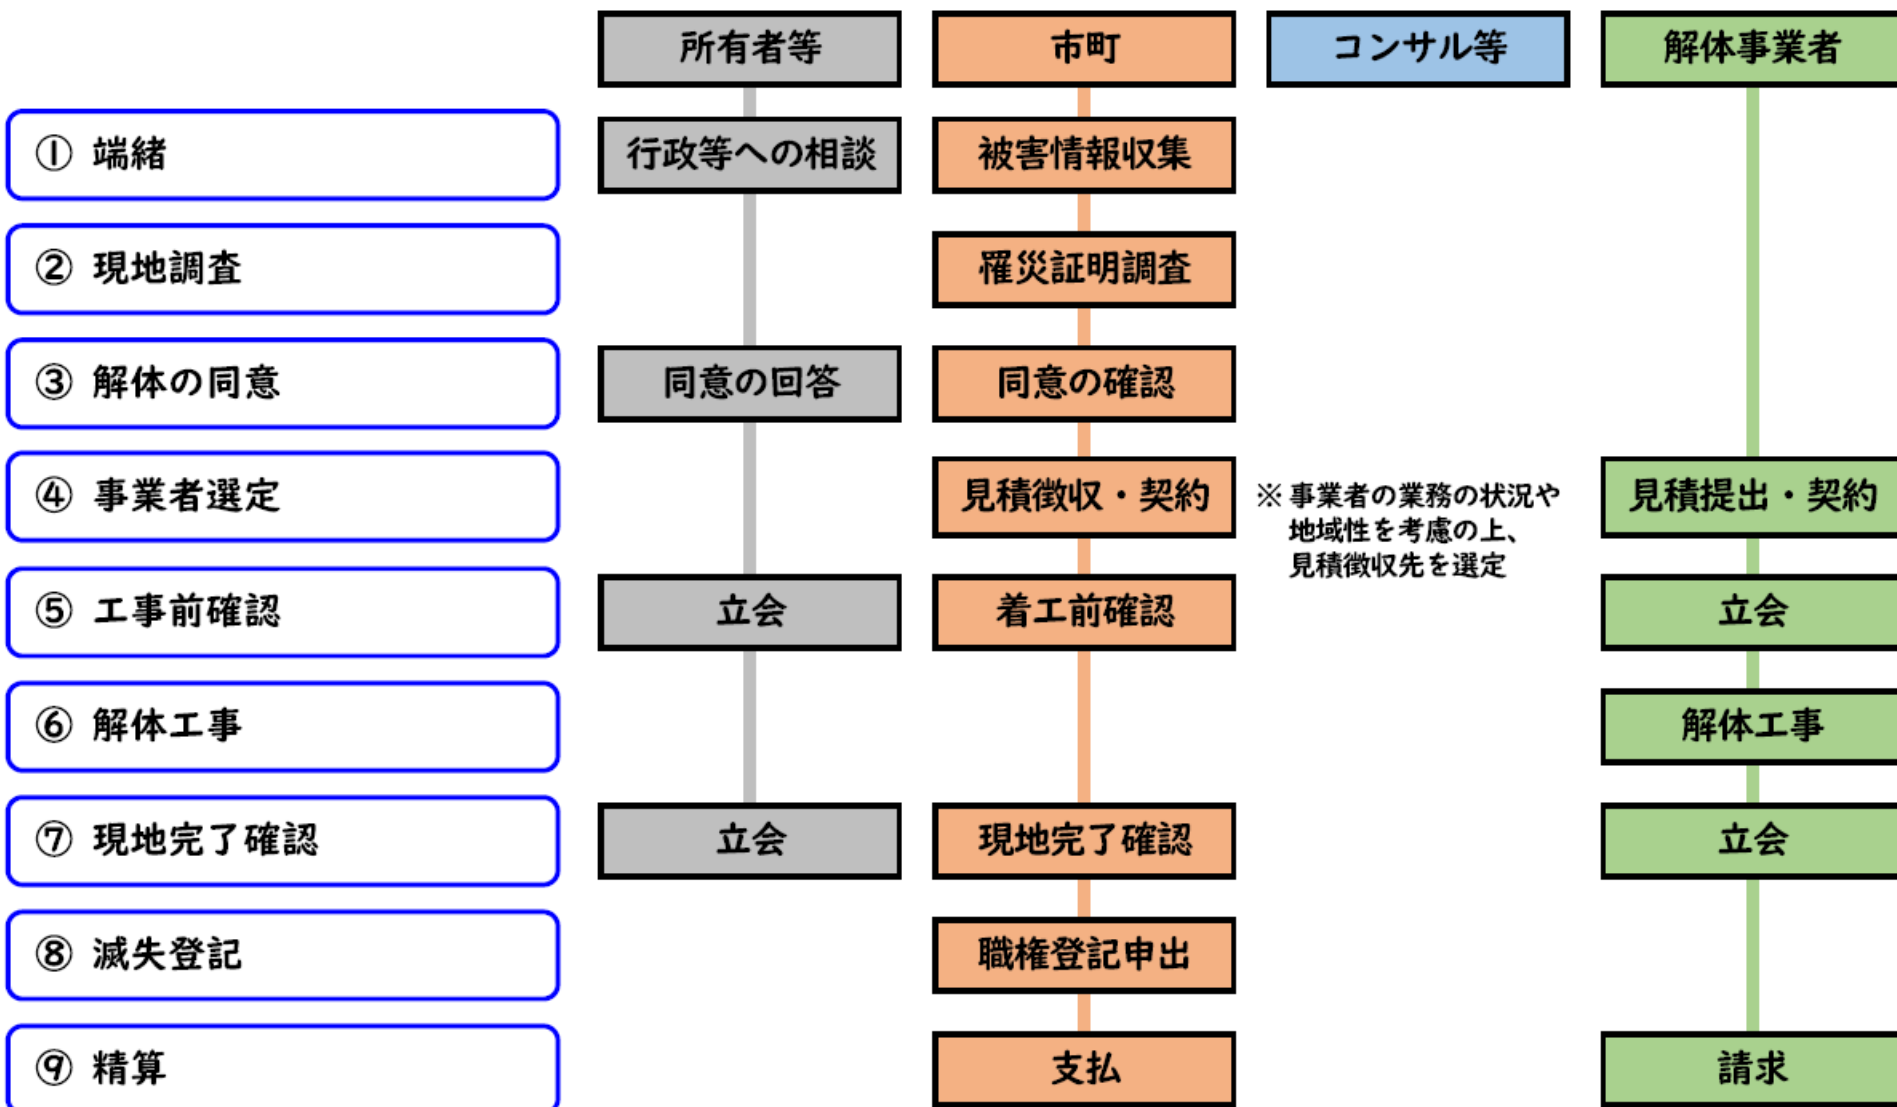 所有者等
市町
コンサル等
解体事業者
① 端緒
行政等への相談
被害情報収集
② 現地調査
罹災証明調査
③ 解体の同意
同意の回答
同意の確認
④ 事業者選定
見積徴収・契約
※ 事業者の業務の状況や
地域性を考慮の上、
見積徴収先を選定
見積提出・契約
⑤ 工事前確認
立会
着工前確認
立会
⑥ 解体工事
解体工事
⑦ 現地完了確認
立会
現地完了確認
立会
⑧ 滅失登記
職権登記申出
⑨ 精算
支払
請求